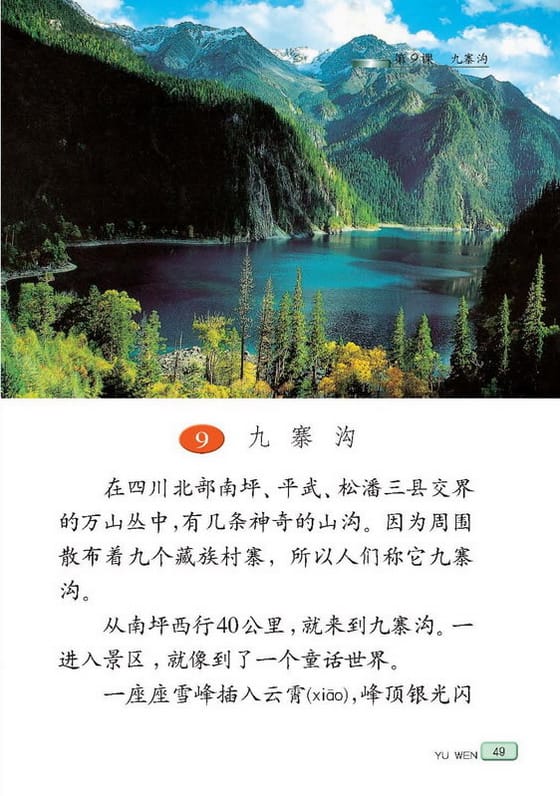 第9课 九寨沟
9 九寨沟
在四川北部南坪、平武、松潘三县交界
的万山丛中，有几条神奇的山沟。因为周围
散布着九个藏族村寨，所以人们称它九寨
沟。
从南坪西行40公里，就来到九寨沟。一
进入景区，就像到了一个童话世界。
一座座雪峰插入云霄(xiāo)，峰顶银光闪
YU WEN 49